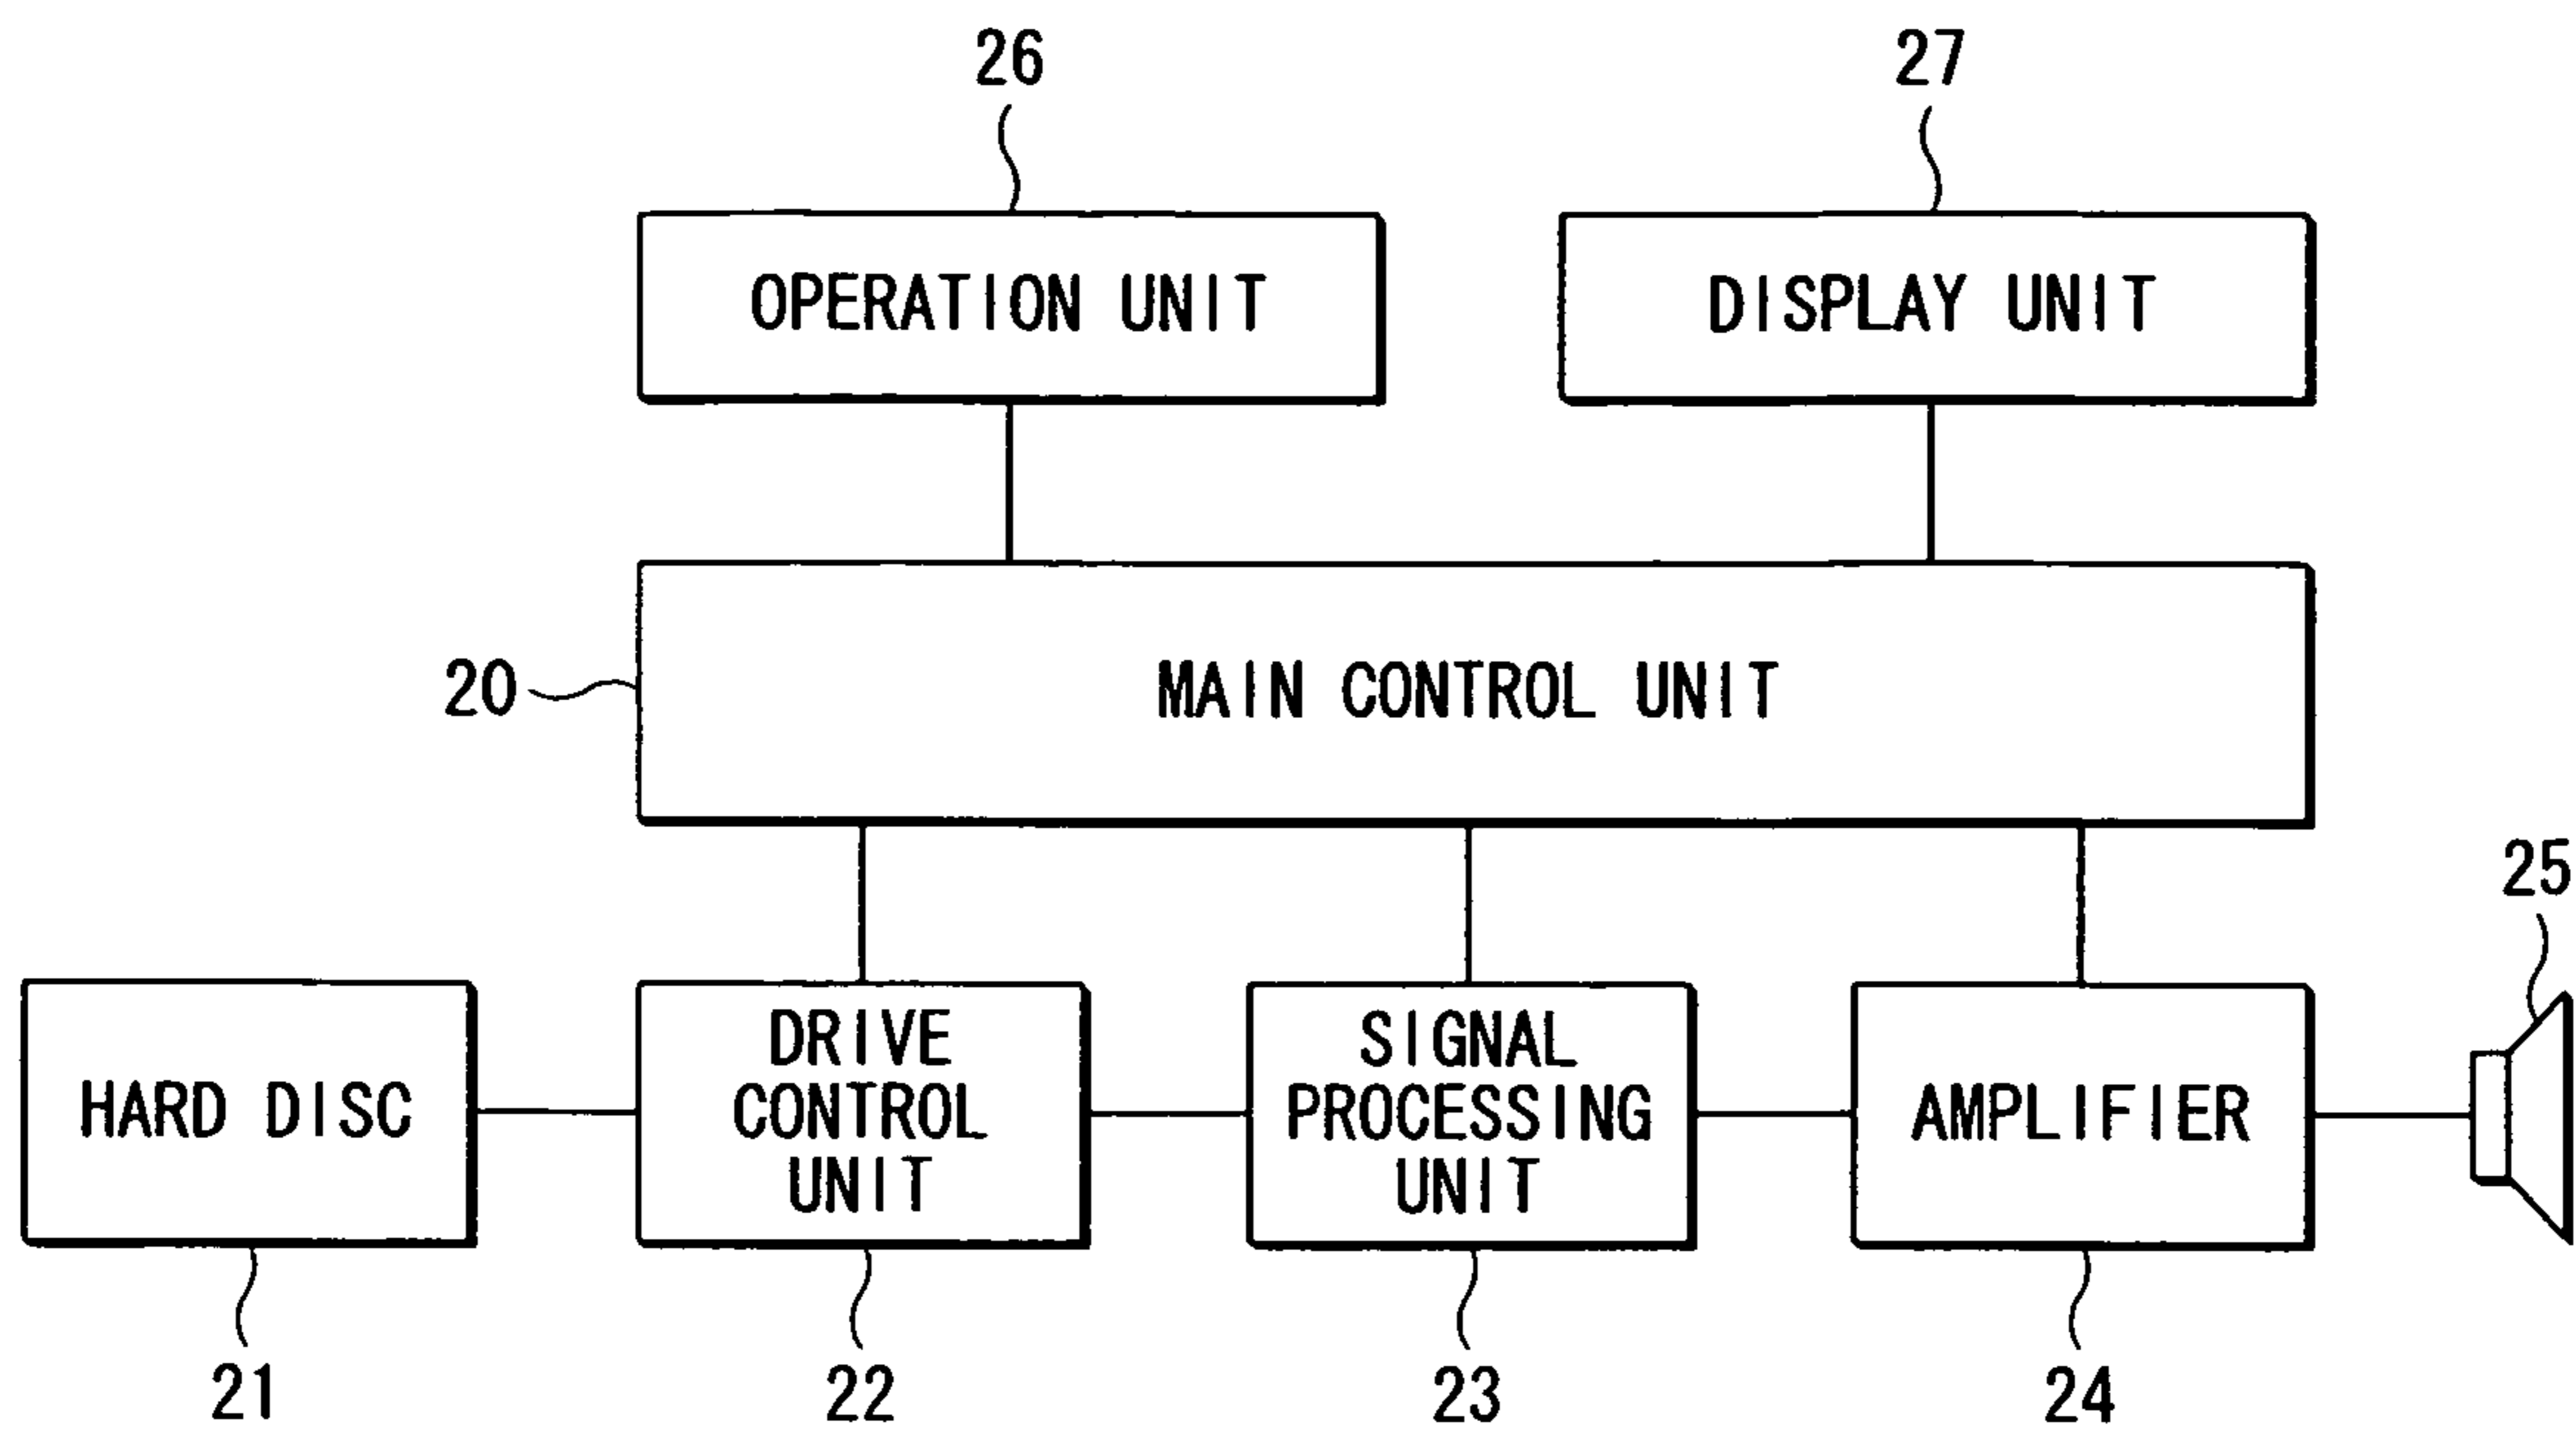 26
27
OPERATION UNIT
DISPLAY UNIT
20
MAIN CONTROL UNIT
25
HARD DISC
DRIVE
CONTROL
UNIT
SIGNAL
PROCESSING
UNIT
AMPLIFIER
21
22
23
24